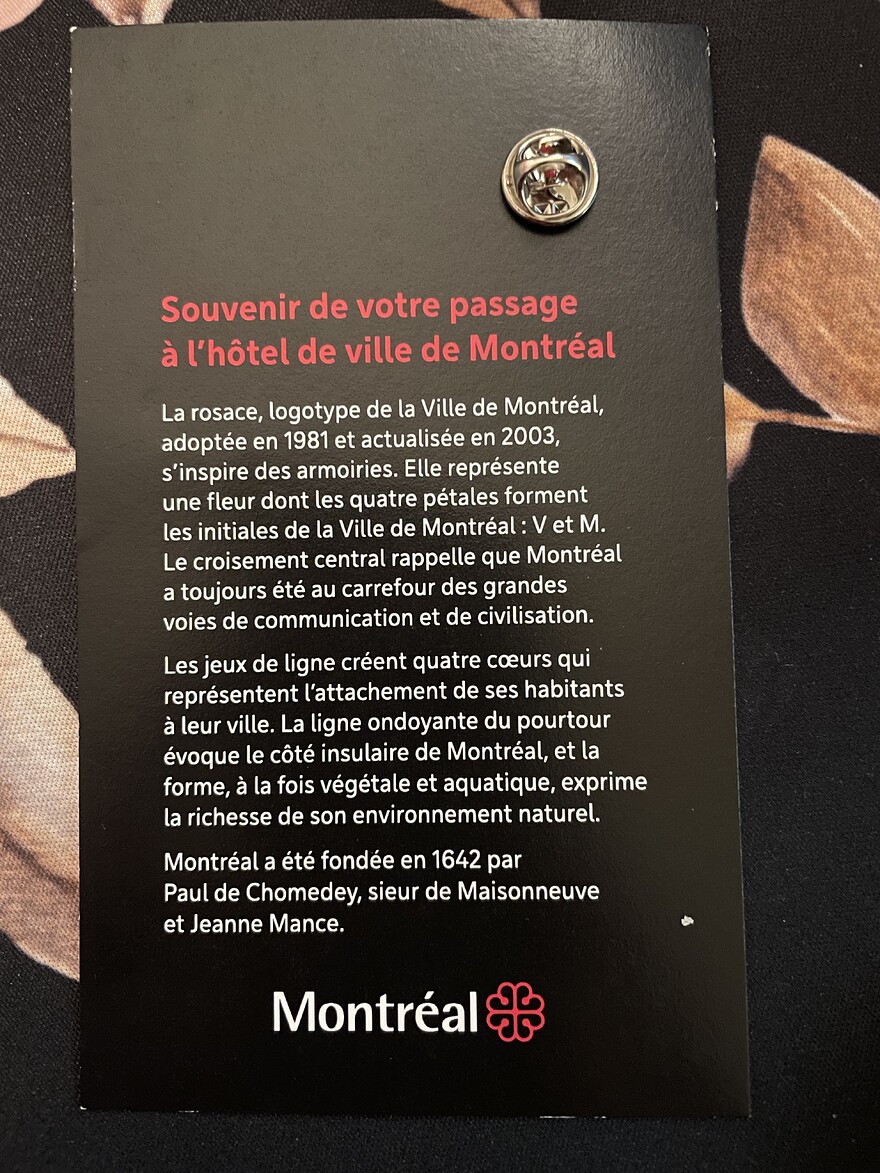 Souvenir de votre passage
à l'hôtel de ville de Montréal
La rosace, logotype de la Ville de Montréal,
adoptée en 1981 et actualisée en 2003,
s'inspire des armoiries. Elle représente
une fleur dont les quatre pétales forment
les initiales de la Ville de Montréal : V et M.
Le croisement central rappelle que Montréal
a toujours été au carrefour des grandes
voies de communication et de civilisation.
Les jeux de ligne créent quatre cœurs qui
représentent l'attachement de ses habitants
à leur ville. La ligne ondoyante du pourtour
évoque le côté insulaire de Montréal, et la
forme, à la fois végétale et aquatique, exprime
la richesse de son environnement naturel.
Montréal a été fondée en 1642 par
Paul de Chomedey, sieur de Maisonneuve
et Jeanne Mance.
Montréal